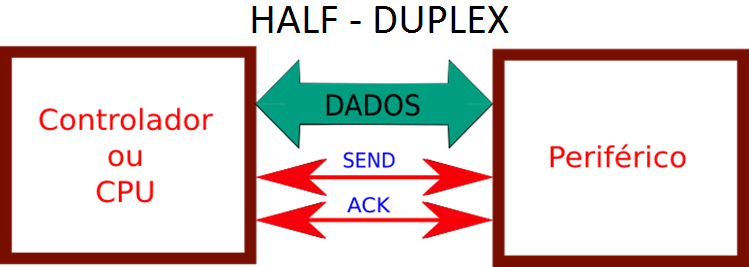 HALF - DUPLEX
Controlador
ou
CPU
DADOS
SEND
ACK
Periférico